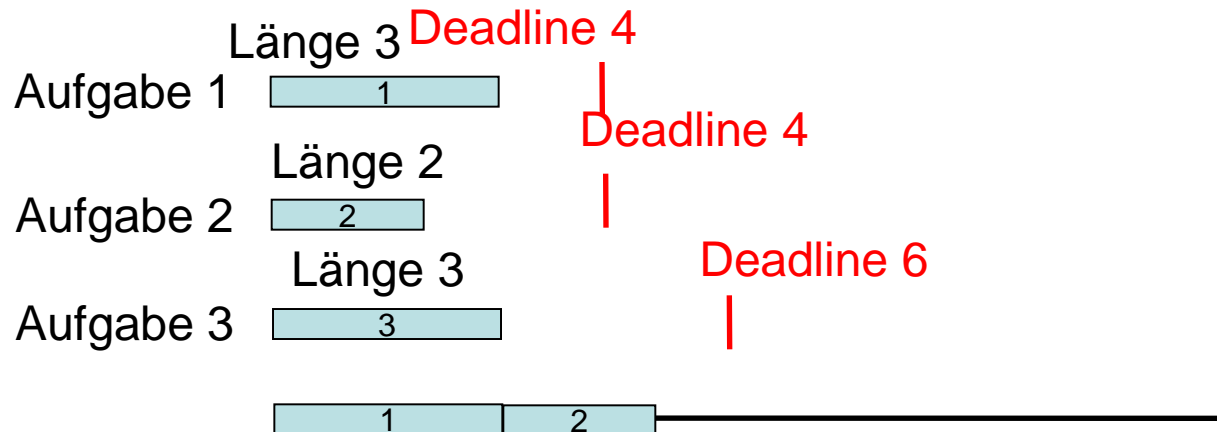 Länge 3 Deadline 4
Aufgabe 1 1
Deadline 4
Länge 2
Aufgabe 2 2
Länge 3 Deadline 6
Aufgabe 3 3
1 2